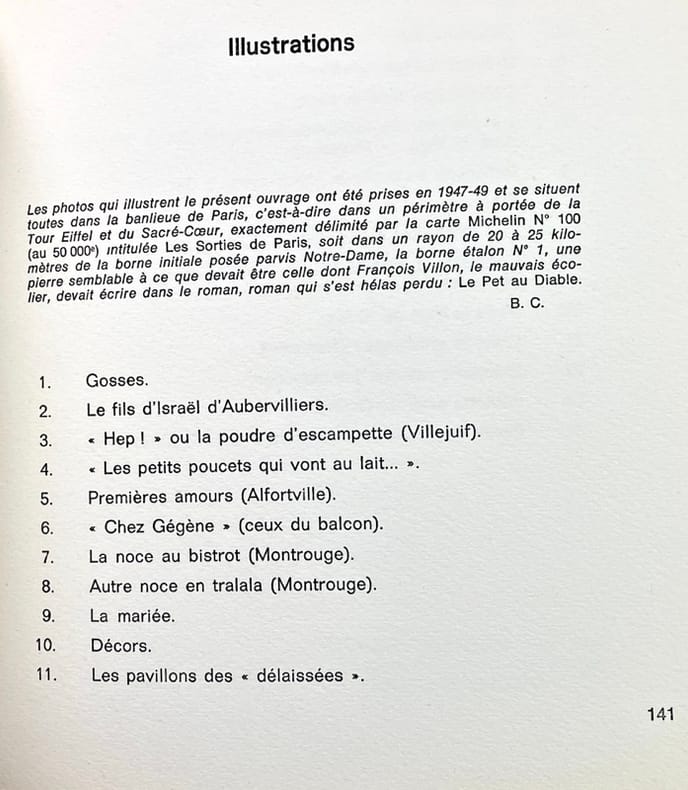 Illustrations
Les photos qui illustrent le présent ouvrage ont été prises en 1947-49 et se situent
toutes dans la banlieue de Paris, c'est-à-dire dans un périmètre à portée de la
Tour Eiffel et du Sacré-Cœur, exactement délimité par la carte Michelin N° 100
(au 50 000ᵉ) intitulée Les Sorties de Paris, soit dans un rayon de 20 à 25 kilo-
mètres de la borne initiale posée parvis Notre-Dame, la borne étalon N° 1, une
pierre semblable à ce que devait être celle dont François Villon, le mauvais éco-
lier, devait écrire dans le roman, roman qui s'est hélas perdu : Le Pet au Diable.
B. C.
1. Gosses.
2. Le fils d'Israël d'Aubervilliers.
3. « Hep ! » ou la poudre d'escampette (Villejuif).
4. « Les petits poucets qui vont au lait... ».
5. Premières amours (Alfortville).
6. « Chez Gégène » (ceux du balcon).
7. La noce au bistrot (Montrouge).
8. Autre noce en tralala (Montrouge).
9. La mariée.
10. Décors.
11. Les pavillons des « délaissées ».
141